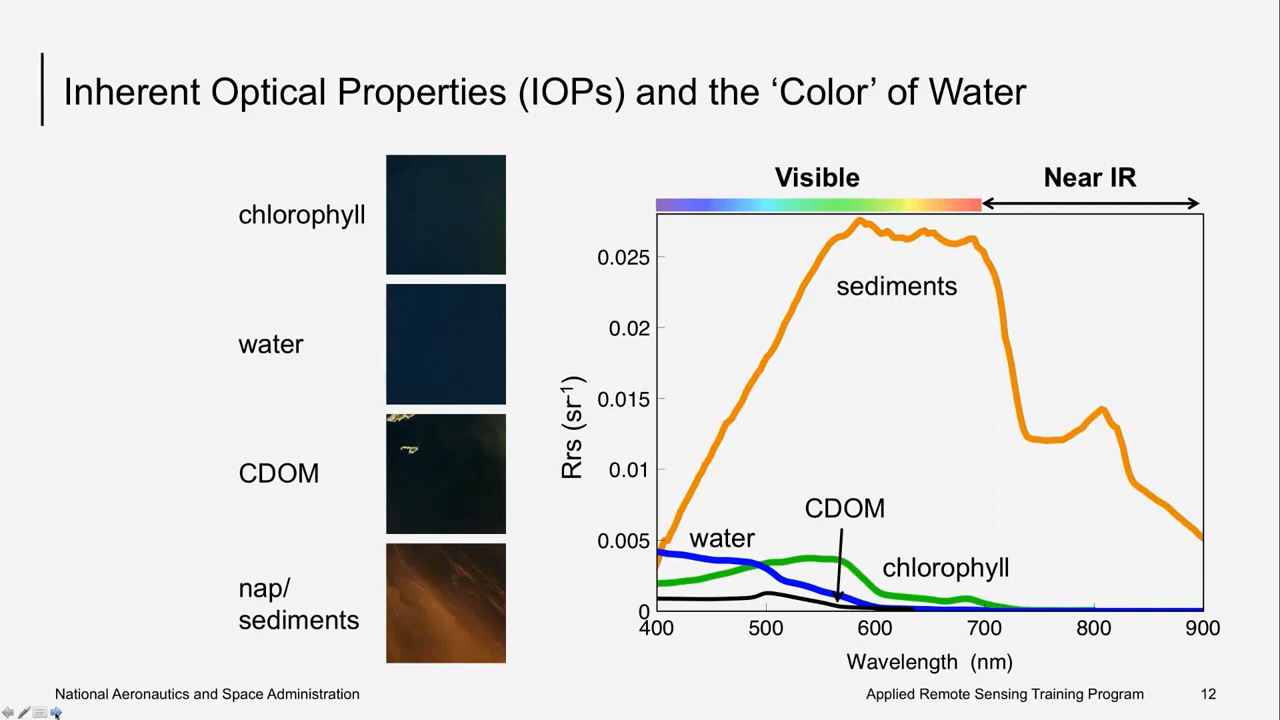 Inherent Optical Properties (IOPs) and the ‘Color’ of Water
chlorophyll
water
CDOM
nap/
sediments
Visible
Near IR
sediments
CDOM
water
chlorophyll
Rrs (sr⁻¹)
0.025
0.02
0.015
0.01
0.005
0
400 500 600 700 800 900
Wavelength (nm)
National Aeronautics and Space Administration
Applied Remote Sensing Training Program
12